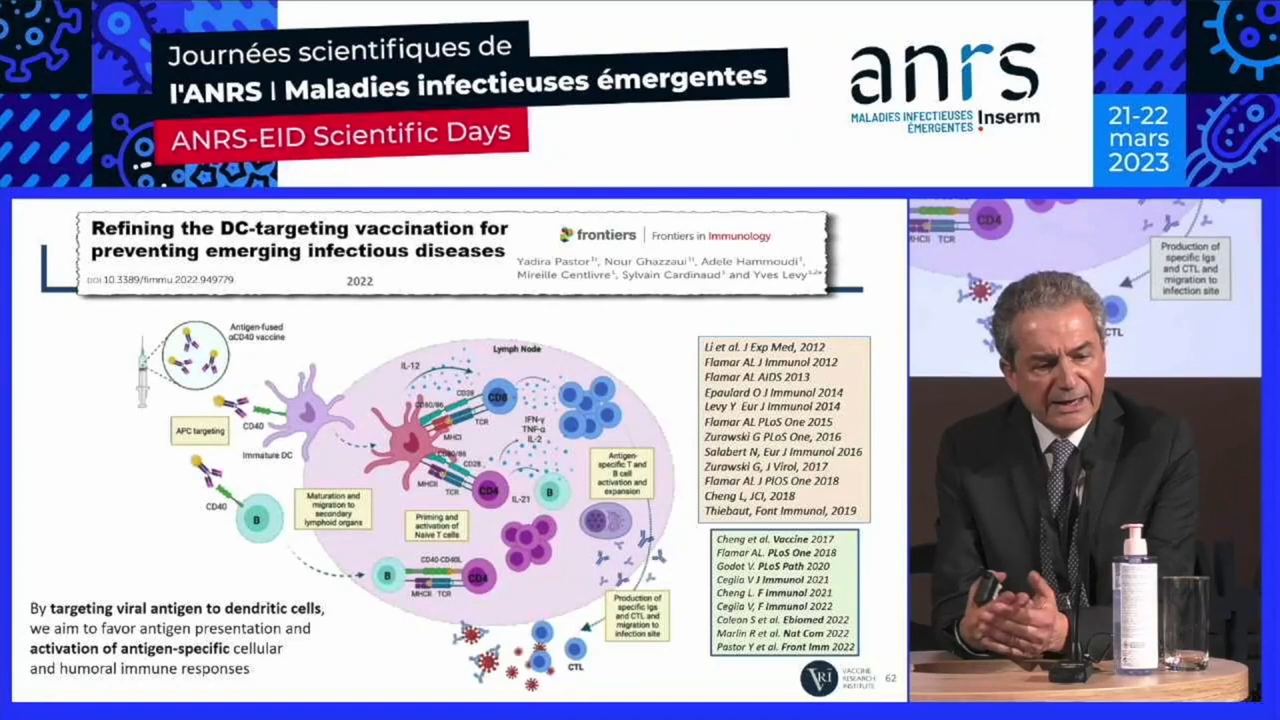 Journées scientifiques de
l'ANRS | Maladies infectieuses émergentes
ANRS-EID Scientific Days
anrs
MALADIES INFECTIEUSES
ÉMERGENTES
Inserm
21-22
mars
2023
Refining the DC-targeting vaccination for
preventing emerging infectious diseases
DOI 10.3389/fimmu.2022.949779
2022
frontiers | Frontiers in Immunology
Yadira Pastor, Nour Ghazzaui, Adele Hammoudi,
Mireille Centlivre, Sylvain Cardinaud and Yves Levy
Antigen-fused
αCD40 vaccine
APC targeting
CD40
Immature DC
CD40
B
Maturation and
migration to
secondary
lymphoid organs
Lymph Node
IL-12
CD80/86
CD28
CD8
TCR
MHCI
IFN-γ
TNF-α
IL-2
CD80/86
CD28
MHCII
TCR
CD4
IL-21
B
Priming and
activation of
Naive T cells
Antigen-
specific T and
B cell
activation and
expansion
B
CD40-CD40L
CD4
MHCII
TCR
Production of
specific Igs
and CTL and
migration to
infection site
CTL
By targeting viral antigen to dendritic cells,
we aim to favor antigen presentation and
activation of antigen-specific cellular
and humoral immune responses
Li et al. J Exp Med, 2012
Flamar AL J Immunol 2012
Flamar AL AIDS 2013
Epaulard O J Immunol 2014
Levy Y Eur J Immunol 2014
Flamar AL PLoS One 2015
Zurawski G PLoS One, 2016
Salabert N, Eur J Immunol 2016
Zurawski G, J Virol, 2017
Flamar AL J PlOS One 2018
Cheng L, JCI, 2018
Thiebaut, Font Immunal, 2019
Cheng et al. Vaccine 2017
Flamar AL. PLoS One 2018
Godot V. PLoS Path 2020
Ceglia V J Immunol 2021
Cheng L. F Immunol 2021
Ceglia V, F Immunol 2022
Coleon S et al. Ebiomed 2022
Marlin R et al. Nat Com 2022
Pastor Y et al. Front Imm 2022
VRI
VACCINE
RESEARCH
INSTITUTE
62
CD4
MHCII
TCR
Production of
specific Igs
and CTL and
migration to
infection site
CTL